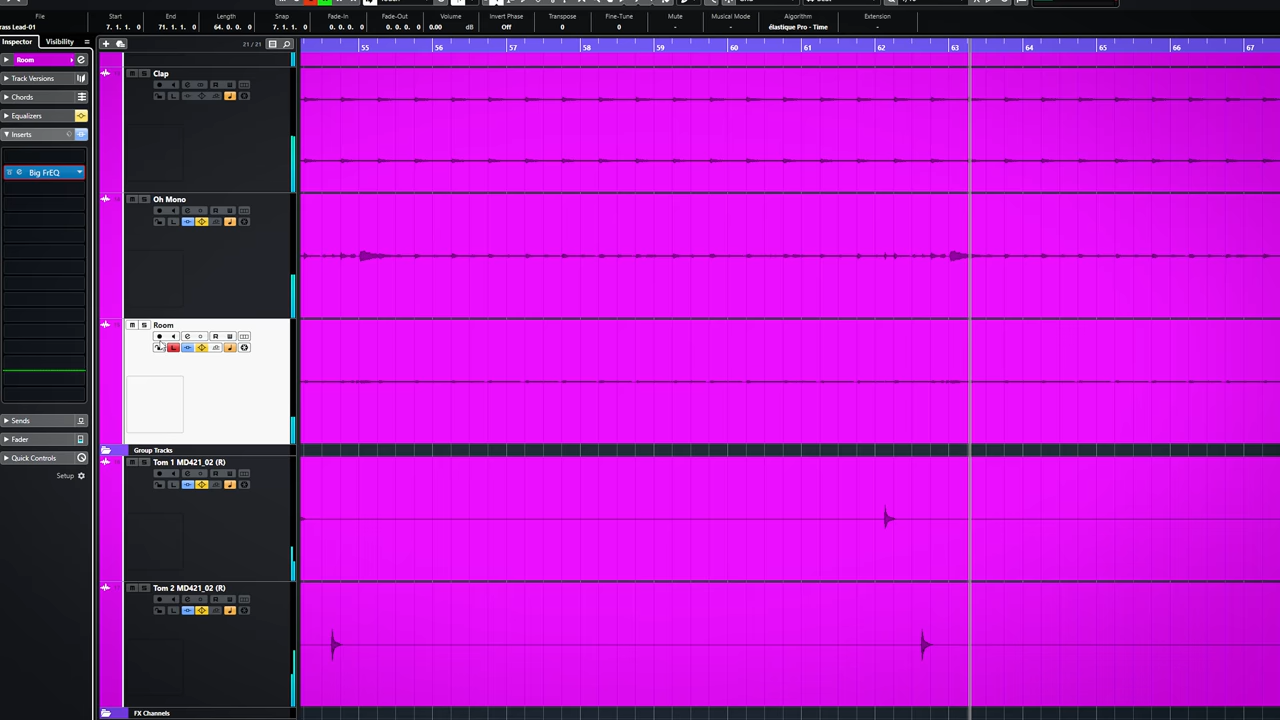 File Start End Length Snap Fade-In Fade-Out Volume Invert Phase Transpose Fine-Tune Mute Musical Mode Algorithm Extension
rass Lead-01 7. 1. 1. 0 71. 1. 1. 0 64. 0. 0. 0 7. 1. 1. 0 0. 0. 0. 0 0. 0. 0. 0 0.00 dB Off 0 0 élastique Pro - Time
Inspector Visibility 21 / 21 55 56 57 58 59 60 61 62 63 64 65 66 67
Room
Track Versions
Chords
Equalizers
Inserts
Big FrEQ
Sends
Fader
Quick Controls
Setup
Clap
Oh Mono
Room
Group Tracks
Tom 1 MD421_02 (R)
Tom 2 MD421_02 (R)
FX Channels